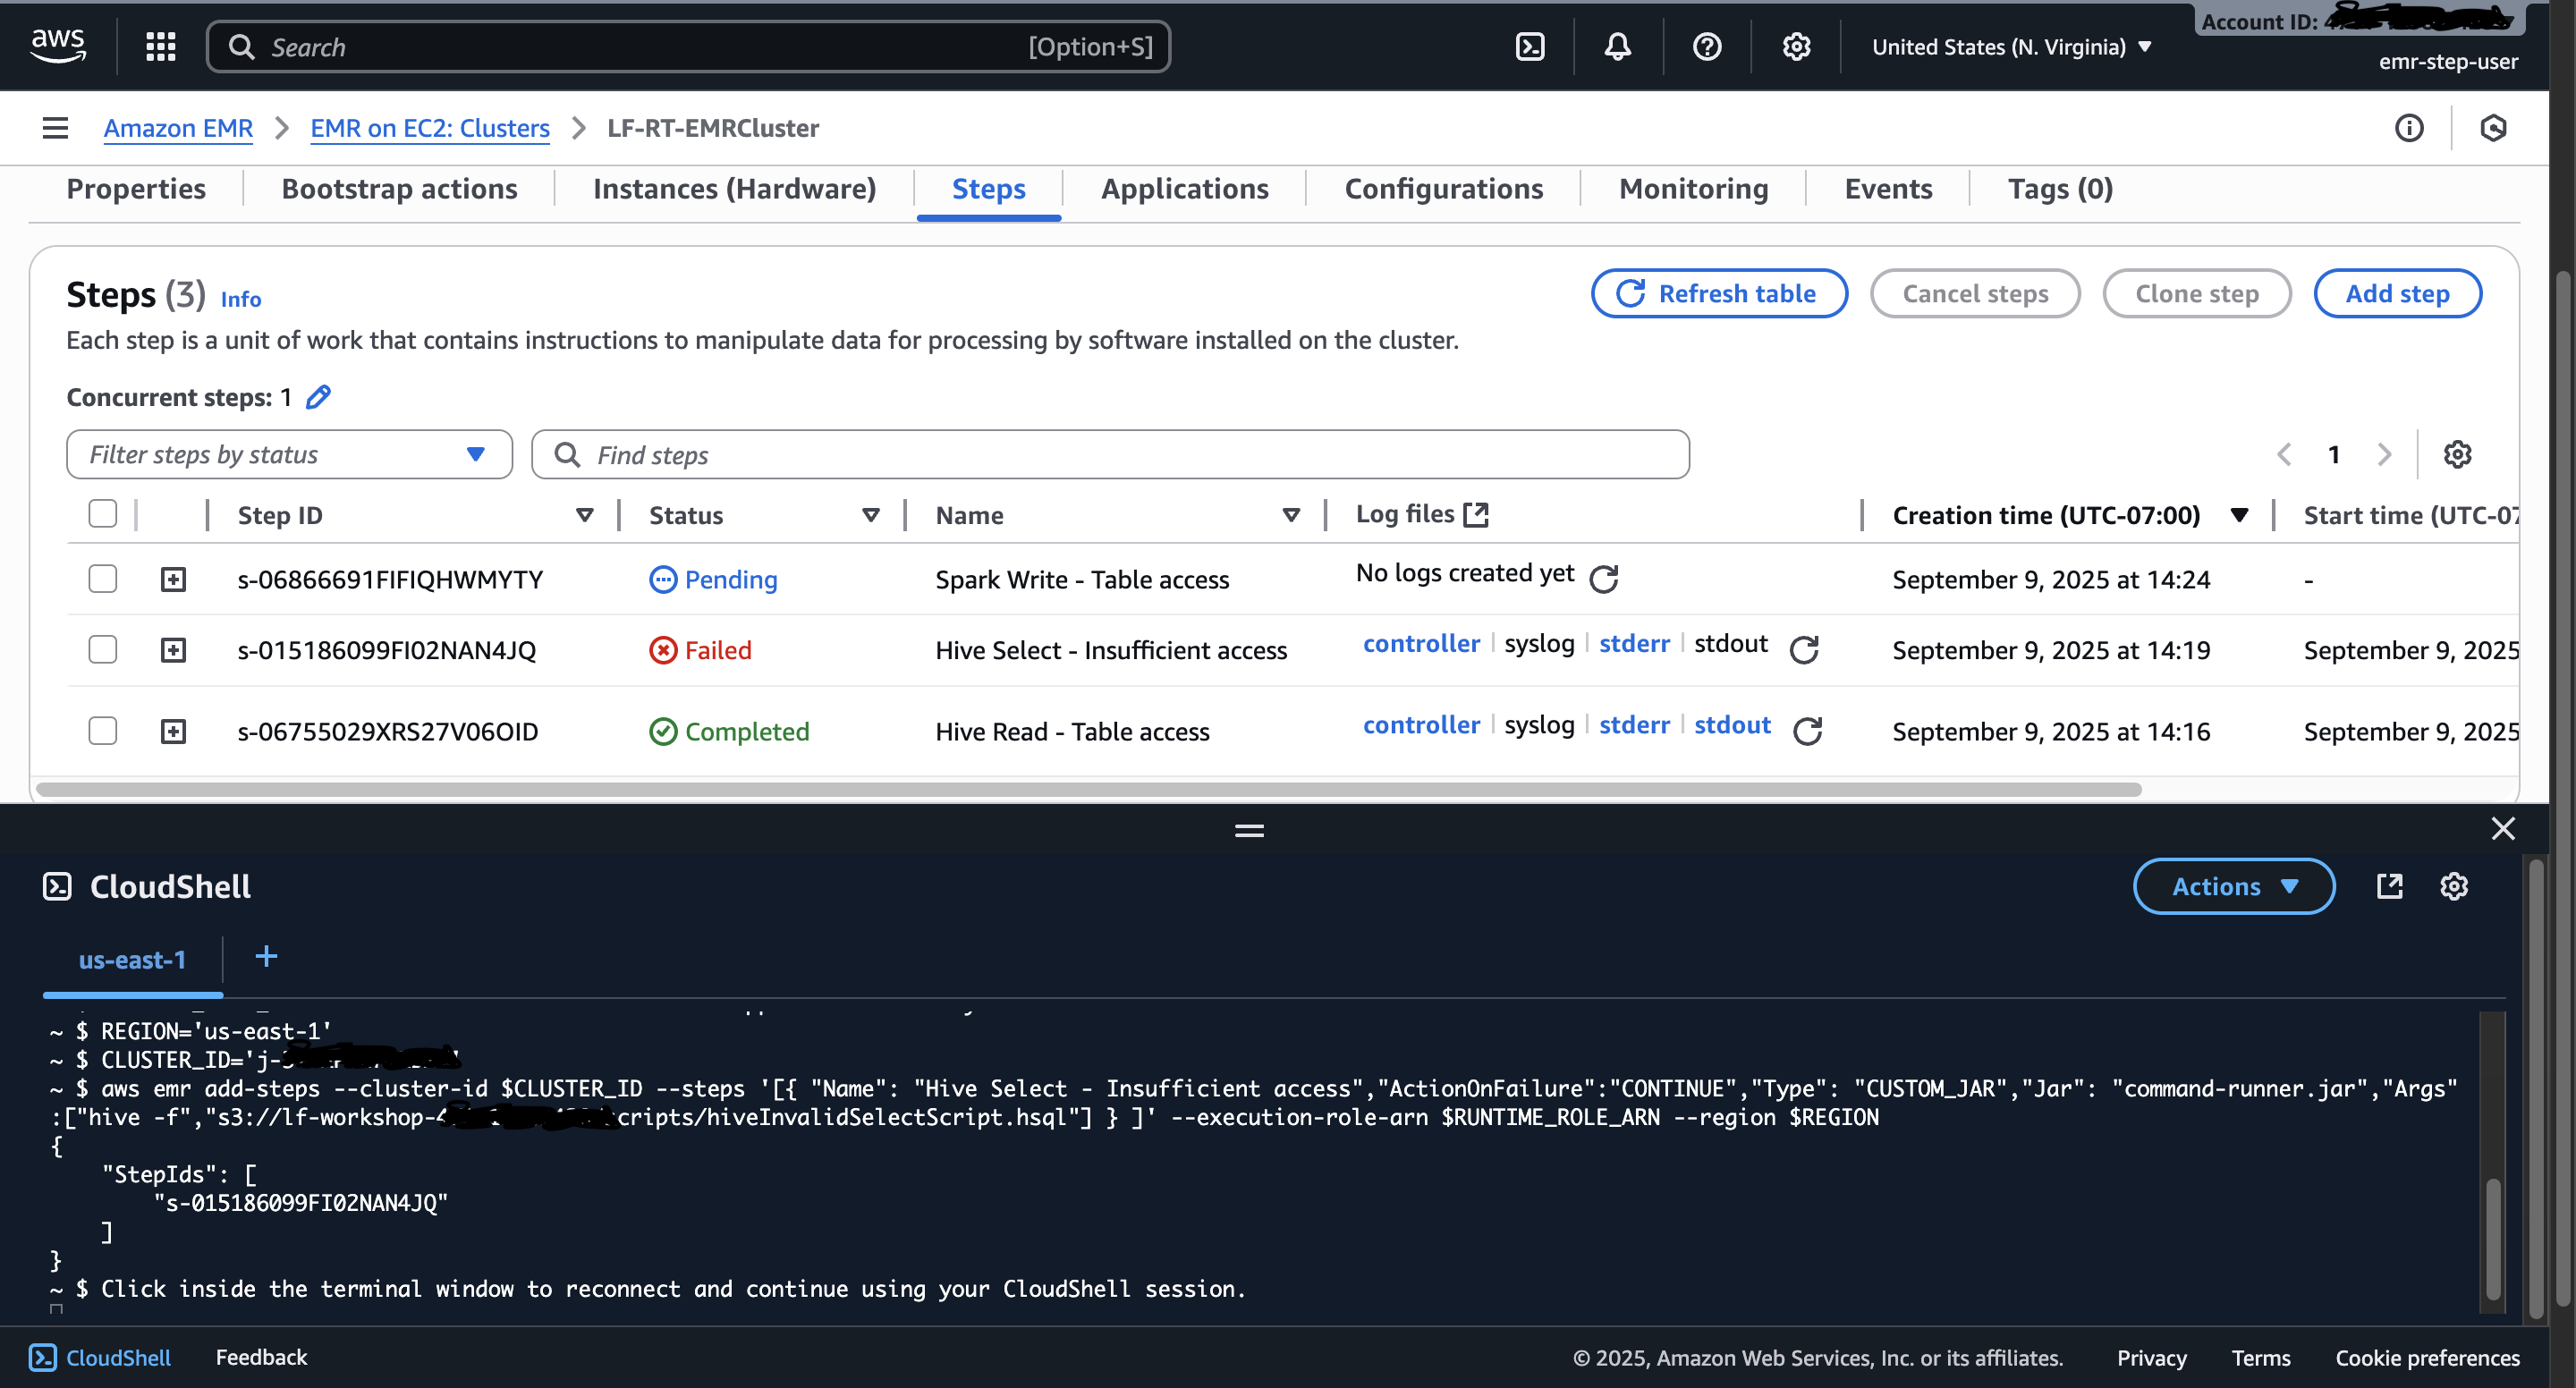 Account ID:
aws Search [Option+S] United States (N. Virginia) ▼
emr-step-user
Amazon EMR > EMR on EC2: Clusters > LF-RT-EMRCluster
Properties Bootstrap actions Instances (Hardware) Steps Applications Configurations Monitoring Events Tags (0)
Steps (3) Info Refresh table Cancel steps Clone step Add step
Each step is a unit of work that contains instructions to manipulate data for processing by software installed on the cluster.
Concurrent steps: 1
Filter steps by status Find steps 1
Step ID Status Name Log files Creation time (UTC-07:00) Start time (UTC-07
s-06866691FIFIQHWMYTY Pending Spark Write - Table access No logs created yet September 9, 2025 at 14:24 -
s-015186099FI02NAN4JQ Failed Hive Select - Insufficient access controller | syslog | stderr | stdout September 9, 2025 at 14:19 September 9, 2025
s-06755029XRS27V06OID Completed Hive Read - Table access controller | syslog | stderr | stdout September 9, 2025 at 14:16 September 9, 2025
CloudShell Actions ▼
us-east-1 +
~ $ REGION='us-east-1'
~ $ CLUSTER_ID='j-
~ $ aws emr add-steps --cluster-id $CLUSTER_ID --steps '[{ "Name": "Hive Select - Insufficient access","ActionOnFailure":"CONTINUE","Type": "CUSTOM_JAR","Jar": "command-runner.jar","Args"
:["hive -f","s3://lf-workshop- cripts/hiveInvalidSelectScript.hsql"] } ]' --execution-role-arn $RUNTIME_ROLE_ARN --region $REGION
{
"StepIds": [
"s-015186099FI02NAN4JQ"
]
}
~ $ Click inside the terminal window to reconnect and continue using your CloudShell session.
CloudShell Feedback © 2025, Amazon Web Services, Inc. or its affiliates. Privacy Terms Cookie preferences